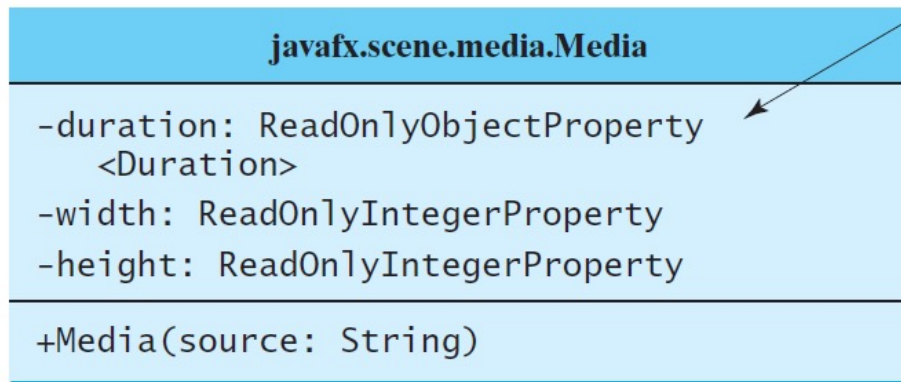 javafx.scene.media.Media
-duration: ReadOnlyObjectProperty
<Duration>
-width: ReadOnlyIntegerProperty
-height: ReadOnlyIntegerProperty
+Media(source: String)